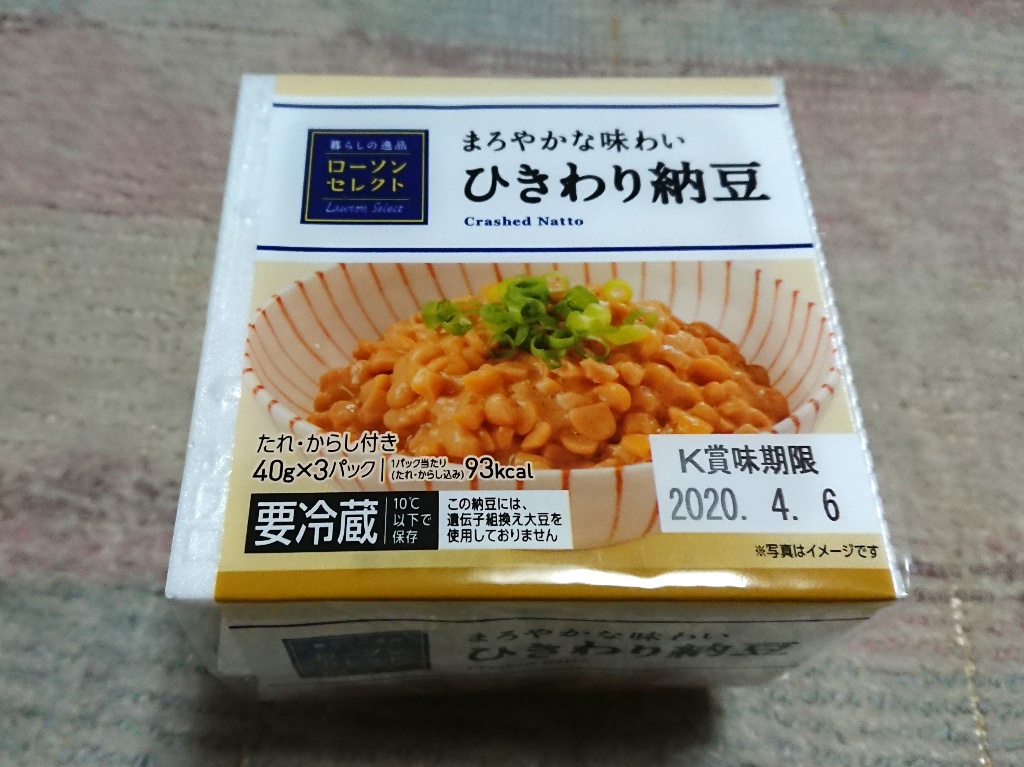 暮らしの逸品
ローソン
セレクト
Lawson Select
まろやかな味わい
ひきわり納豆
Crashed Natto
たれ・からし付き
40g×3パック
1パック当たり
(たれ・からし込み)
93kcal
要冷蔵
10℃
以下で
保存
この納豆には、
遺伝子組換え大豆を
使用しておりません
K賞味期限
2020. 4. 6
※写真はイメージです
まろやかな味わい
ひきわり納豆